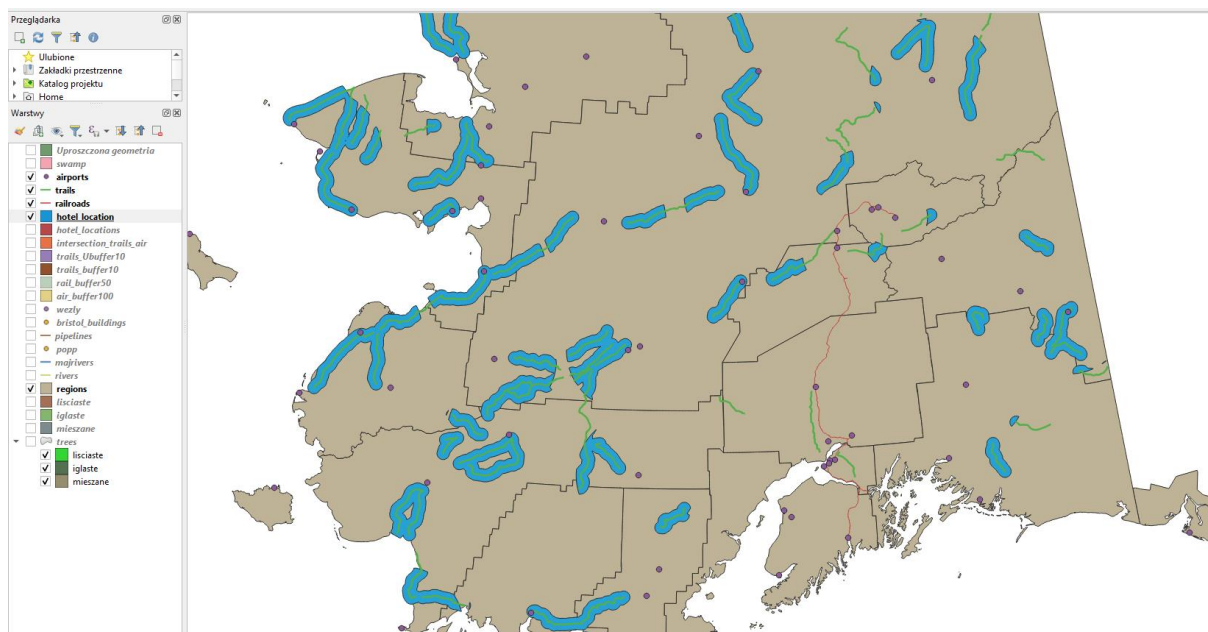 Przeglądarka
Ulubione
Zakładki przestrzenne
Katalog projektu
Home
Warstwy
Uproszczona geometria
swamp
airports
trails
railroads
hotel_location
hotel_locations
intersection_trails_air
trails_Ubuffer10
trails_buffer10
rail_buffer50
air_buffer100
wezly
bristol_buildings
pipelines
popp
majrivers
rivers
regions
lisciaste
iglaste
mieszane
trees
lisciaste
iglaste
mieszane